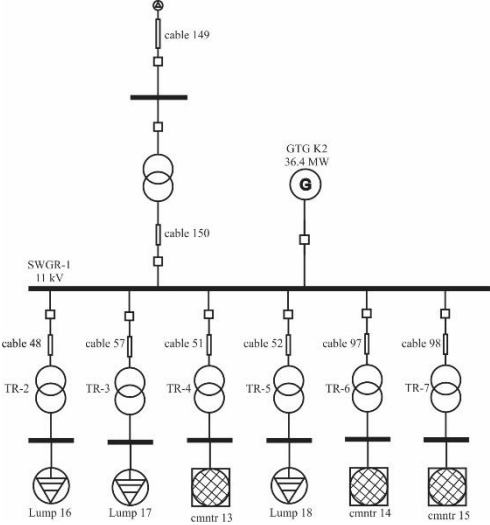 cable 149
GTG K2
36.4 MW
G
cable 150
SWGR-1
11 kV
cable 48
cable 57
cable 51
cable 52
cable 97
cable 98
TR-2
TR-3
TR-4
TR-5
TR-6
TR-7
Lump 16
Lump 17
cmntr 13
Lump 18
cmntr 14
cmntr 15